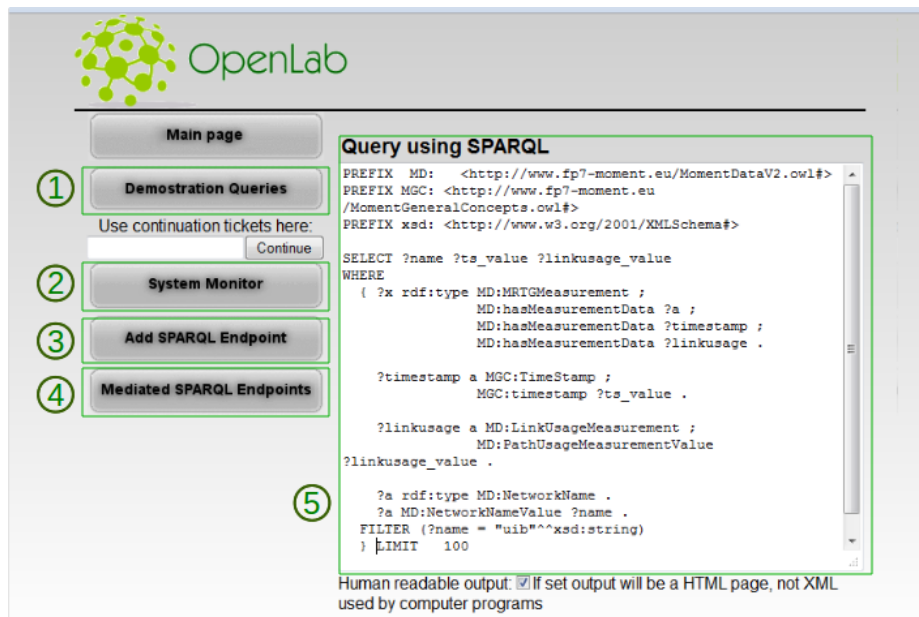 OpenLab
Main page
① Demostration Queries
Use continuation tickets here:
Continue
② System Monitor
③ Add SPARQL Endpoint
④ Mediated SPARQL Endpoints
⑤
Query using SPARQL
PREFIX  MD:   <http://www.fp7-moment.eu/MomentDataV2.owl#>
PREFIX MGC: <http://www.fp7-moment.eu
/MomentGeneralConcepts.owl#>
PREFIX xsd: <http://www.w3.org/2001/XMLSchema#>
SELECT ?name ?ts_value ?linkusage_value
WHERE
{ ?x rdf:type MD:MRTGMeasurement ;
MD:hasMeasurementData ?a ;
MD:hasMeasurementData ?timestamp ;
MD:hasMeasurementData ?linkusage .
?timestamp a MGC:TimeStamp ;
MGC:timestamp ?ts_value .
?linkusage a MD:LinkUsageMeasurement ;
MD:PathUsageMeasurementValue
?linkusage_value .
?a rdf:type MD:NetworkName .
?a MD:NetworkNameValue ?name .
FILTER (?name = "uib"^^xsd:string)
} LIMIT   100
Human readable output: ☑ If set output will be a HTML page, not XML
used by computer programs